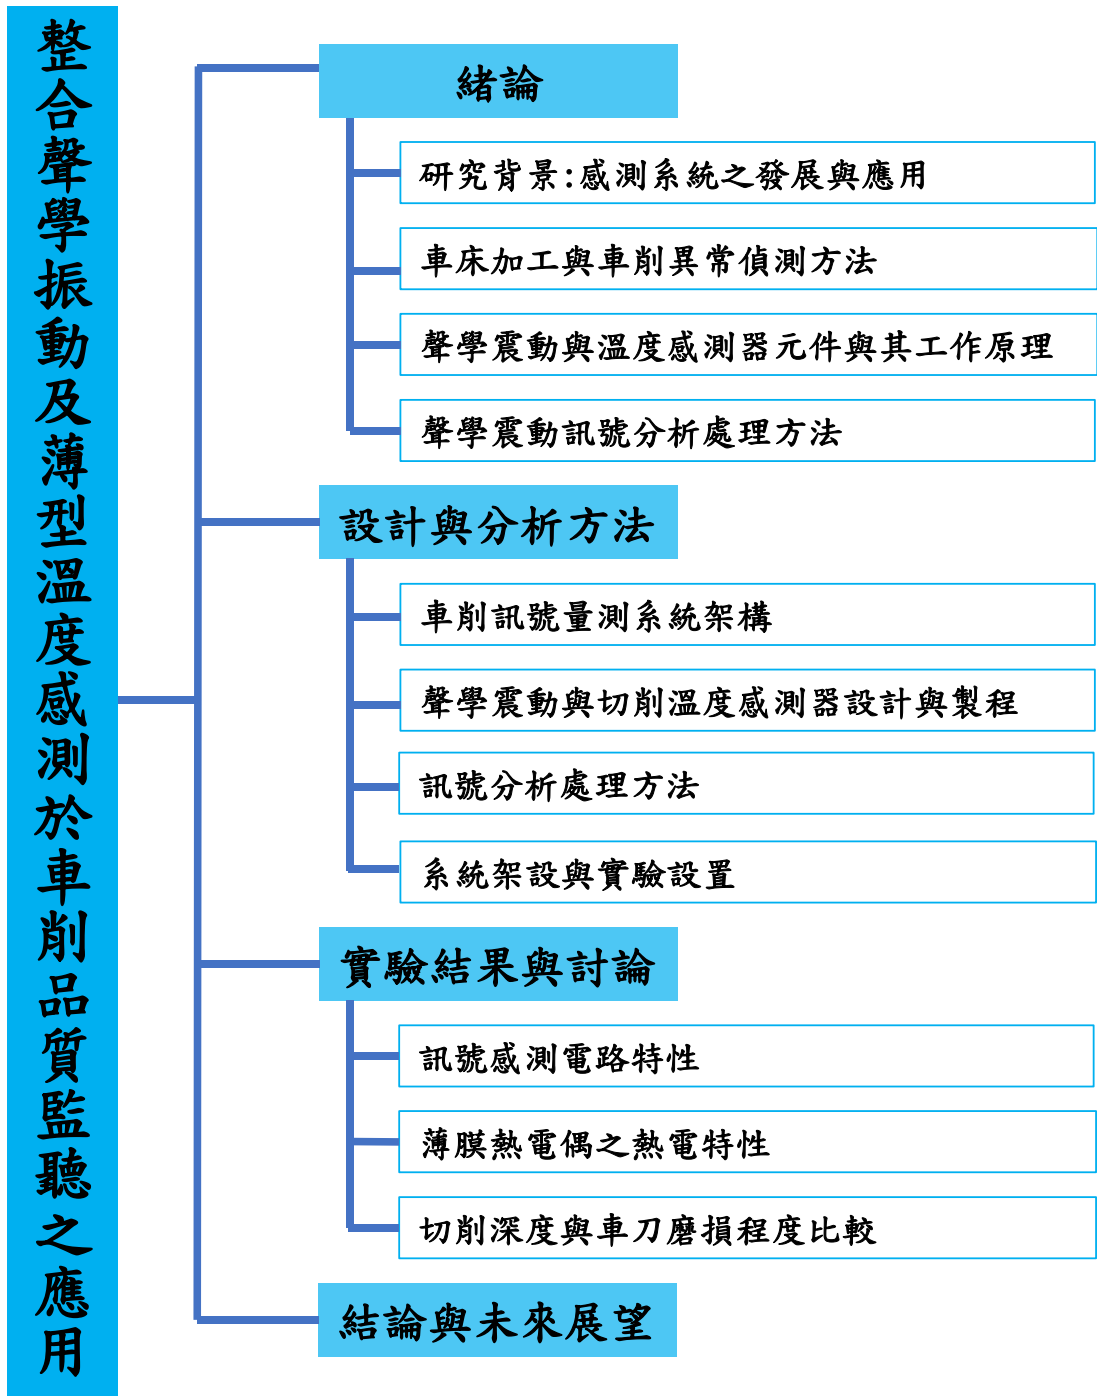 整合聲學振動及薄型溫度感測於車削品質監聽之應用
緒論
研究背景:感測系統之發展與應用
車床加工與車削異常偵測方法
聲學震動與溫度感測器元件與其工作原理
聲學震動訊號分析處理方法
設計與分析方法
車削訊號量測系統架構
聲學震動與切削溫度感測器設計與製程
訊號分析處理方法
系統架設與實驗設置
實驗結果與討論
訊號感測電路特性
薄膜熱電偶之熱電特性
切削深度與車刀磨損程度比較
結論與未來展望